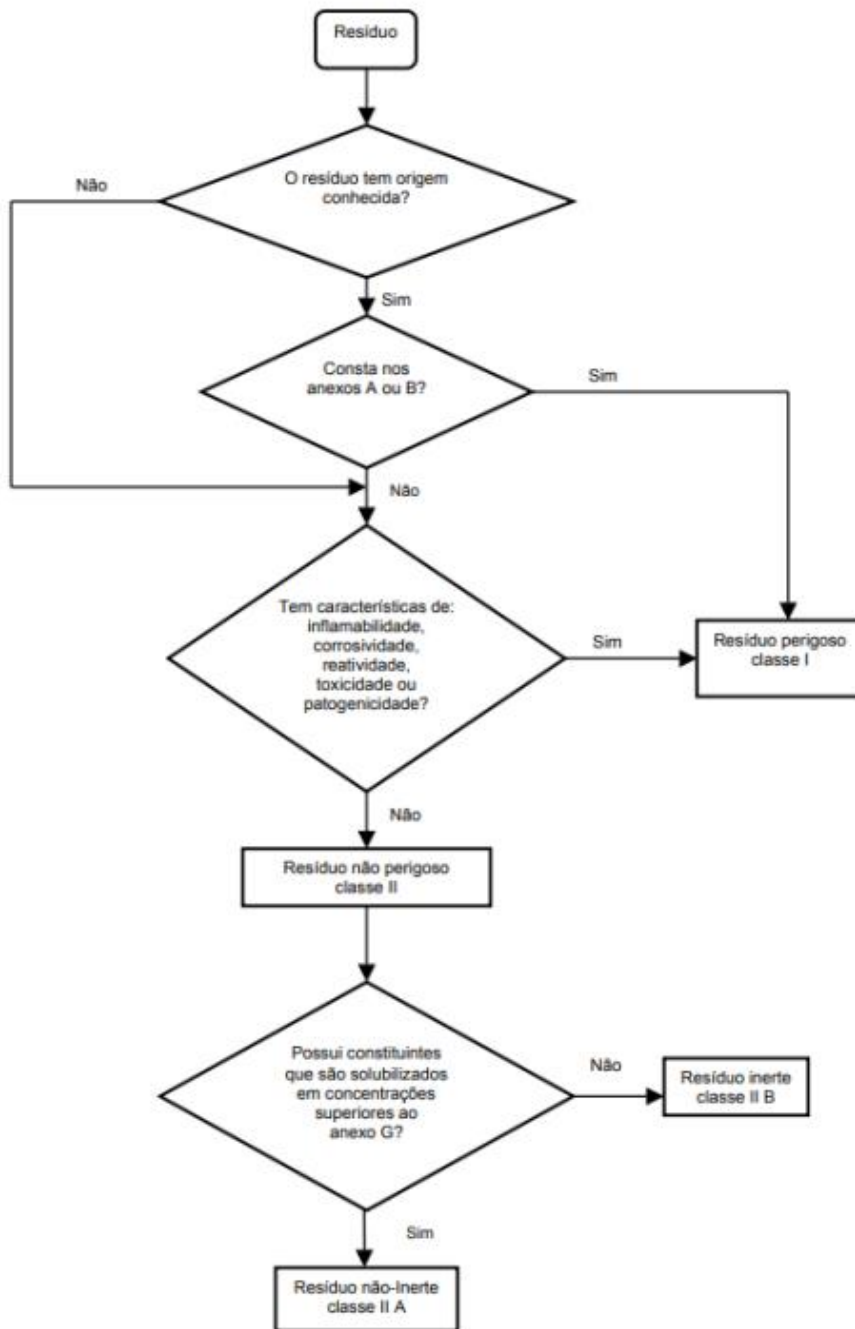 Resíduo
O resíduo tem origem
conhecida?
Não
Sim
Consta nos
anexos A ou B?
Sim
Não
Tem características de:
inflamabilidade,
corrosividade,
reatividade,
toxicidade ou
patogenicidade?
Sim
Resíduo perigoso
classe I
Não
Resíduo não perigoso
classe II
Possui constituintes
que são solubilizados
em concentrações
superiores ao
anexo G?
Não
Resíduo inerte
classe II B
Sim
Resíduo não-Inerte
classe II A